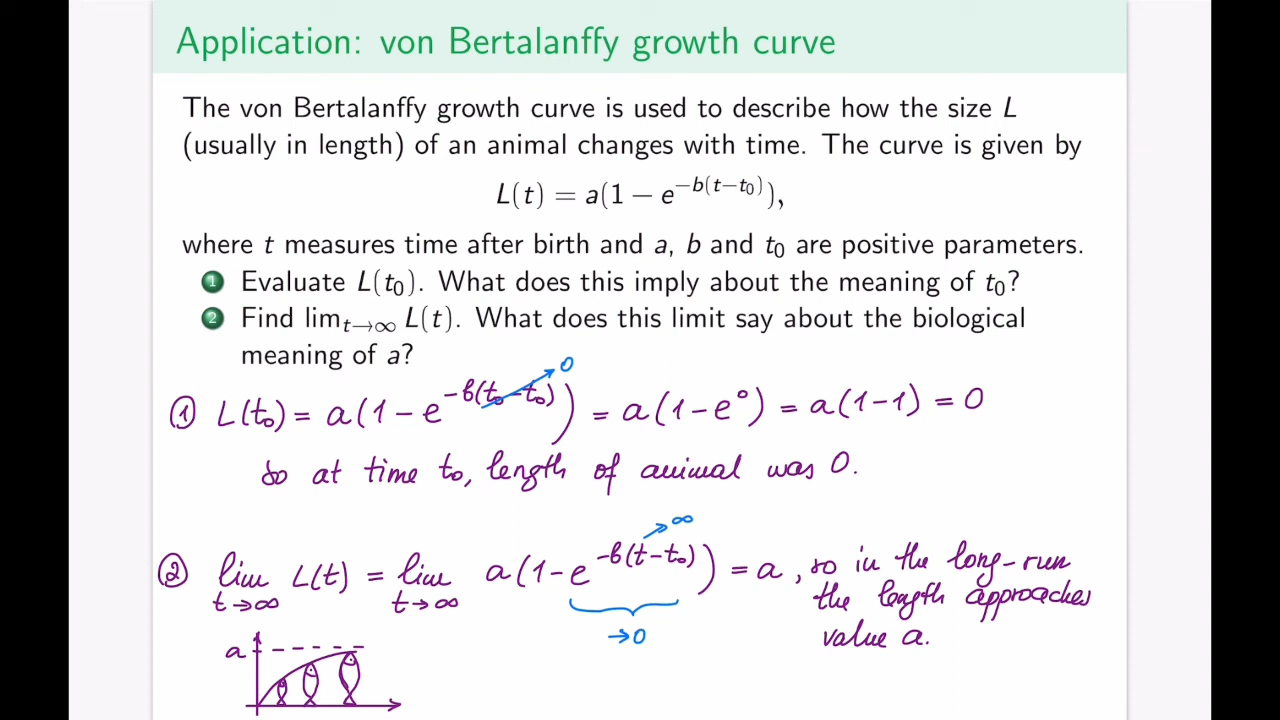 Application: von Bertalanffy growth curve
The von Bertalanffy growth curve is used to describe how the size L
(usually in length) of an animal changes with time. The curve is given by
L(t) = a(1 − e^{−b(t−t₀)}),
where t measures time after birth and a, b and t₀ are positive parameters.
1 Evaluate L(t₀). What does this imply about the meaning of t₀?
2 Find lim_{t→∞} L(t). What does this limit say about the biological
meaning of a?
① L(t₀) = a(1 − e^{−b(t₀−t₀)}) = a(1−e⁰) = a(1−1) = 0
0
so at time t₀, length of animal was 0.
② lim_{t→∞} L(t) = lim_{t→∞} a(1−e^{−b(t−t₀)}) = a, so in the long-run
→∞
the length approaches
→0
value a.
a